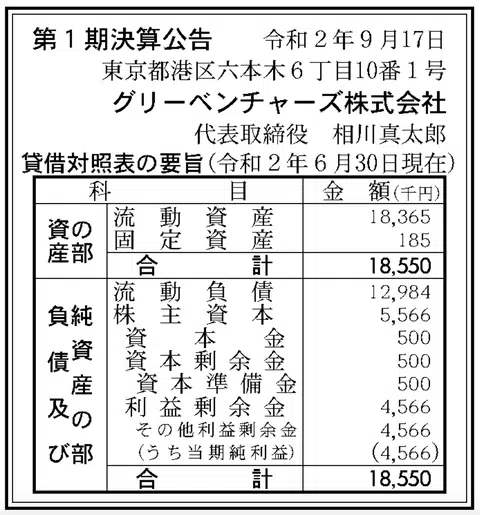 第1期決算公告 令和2年9月17日
東京都港区六本木6丁目10番1号
グリーベンチャーズ株式会社
代表取締役 相川真太郎
貸借対照表の要旨(令和2年6月30日現在)
科目 金額(千円)
資産の部
流動資産 18,365
固定資産 185
合計 18,550
負債及び純資産の部
流動負債 12,984
株主資本 5,566
資本金 500
資本剰余金 500
資本準備金 500
利益剰余金 4,566
その他利益剰余金 4,566
(うち当期純利益) (4,566)
合計 18,550